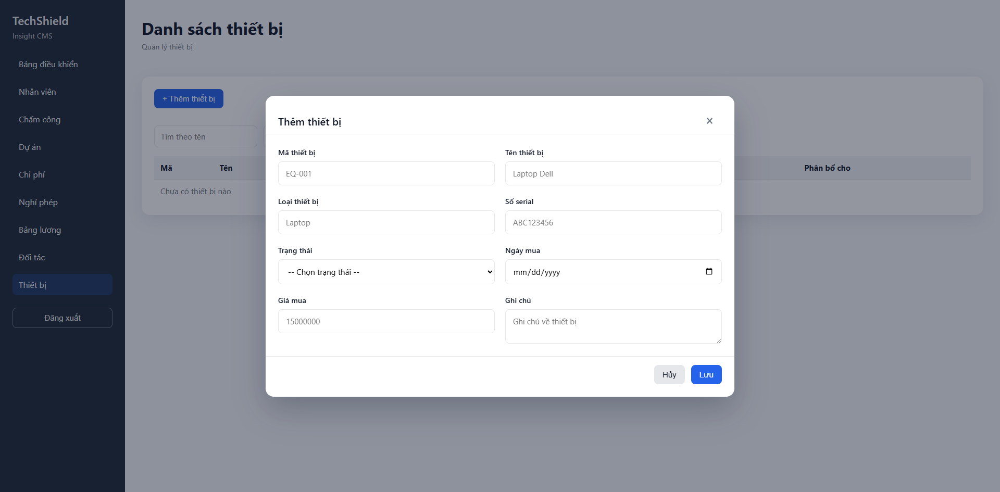 TechShield
Insight CMS
Bảng điều khiển
Nhân viên
Chấm công
Dự án
Chi phí
Nghỉ phép
Bảng lương
Đối tác
Thiết bị
Đăng xuất
Danh sách thiết bị
Quản lý thiết bị
+ Thêm thiết bị
Tìm theo tên
Mã Tên Phân bổ cho
Chưa có thiết bị nào
Thêm thiết bị ×
Mã thiết bị Tên thiết bị
EQ-001 Laptop Dell
Loại thiết bị Số serial
Laptop ABC123456
Trạng thái Ngày mua
-- Chọn trạng thái -- mm/dd/yyyy
Giá mua Ghi chú
15000000 Ghi chú về thiết bị
Hủy Lưu